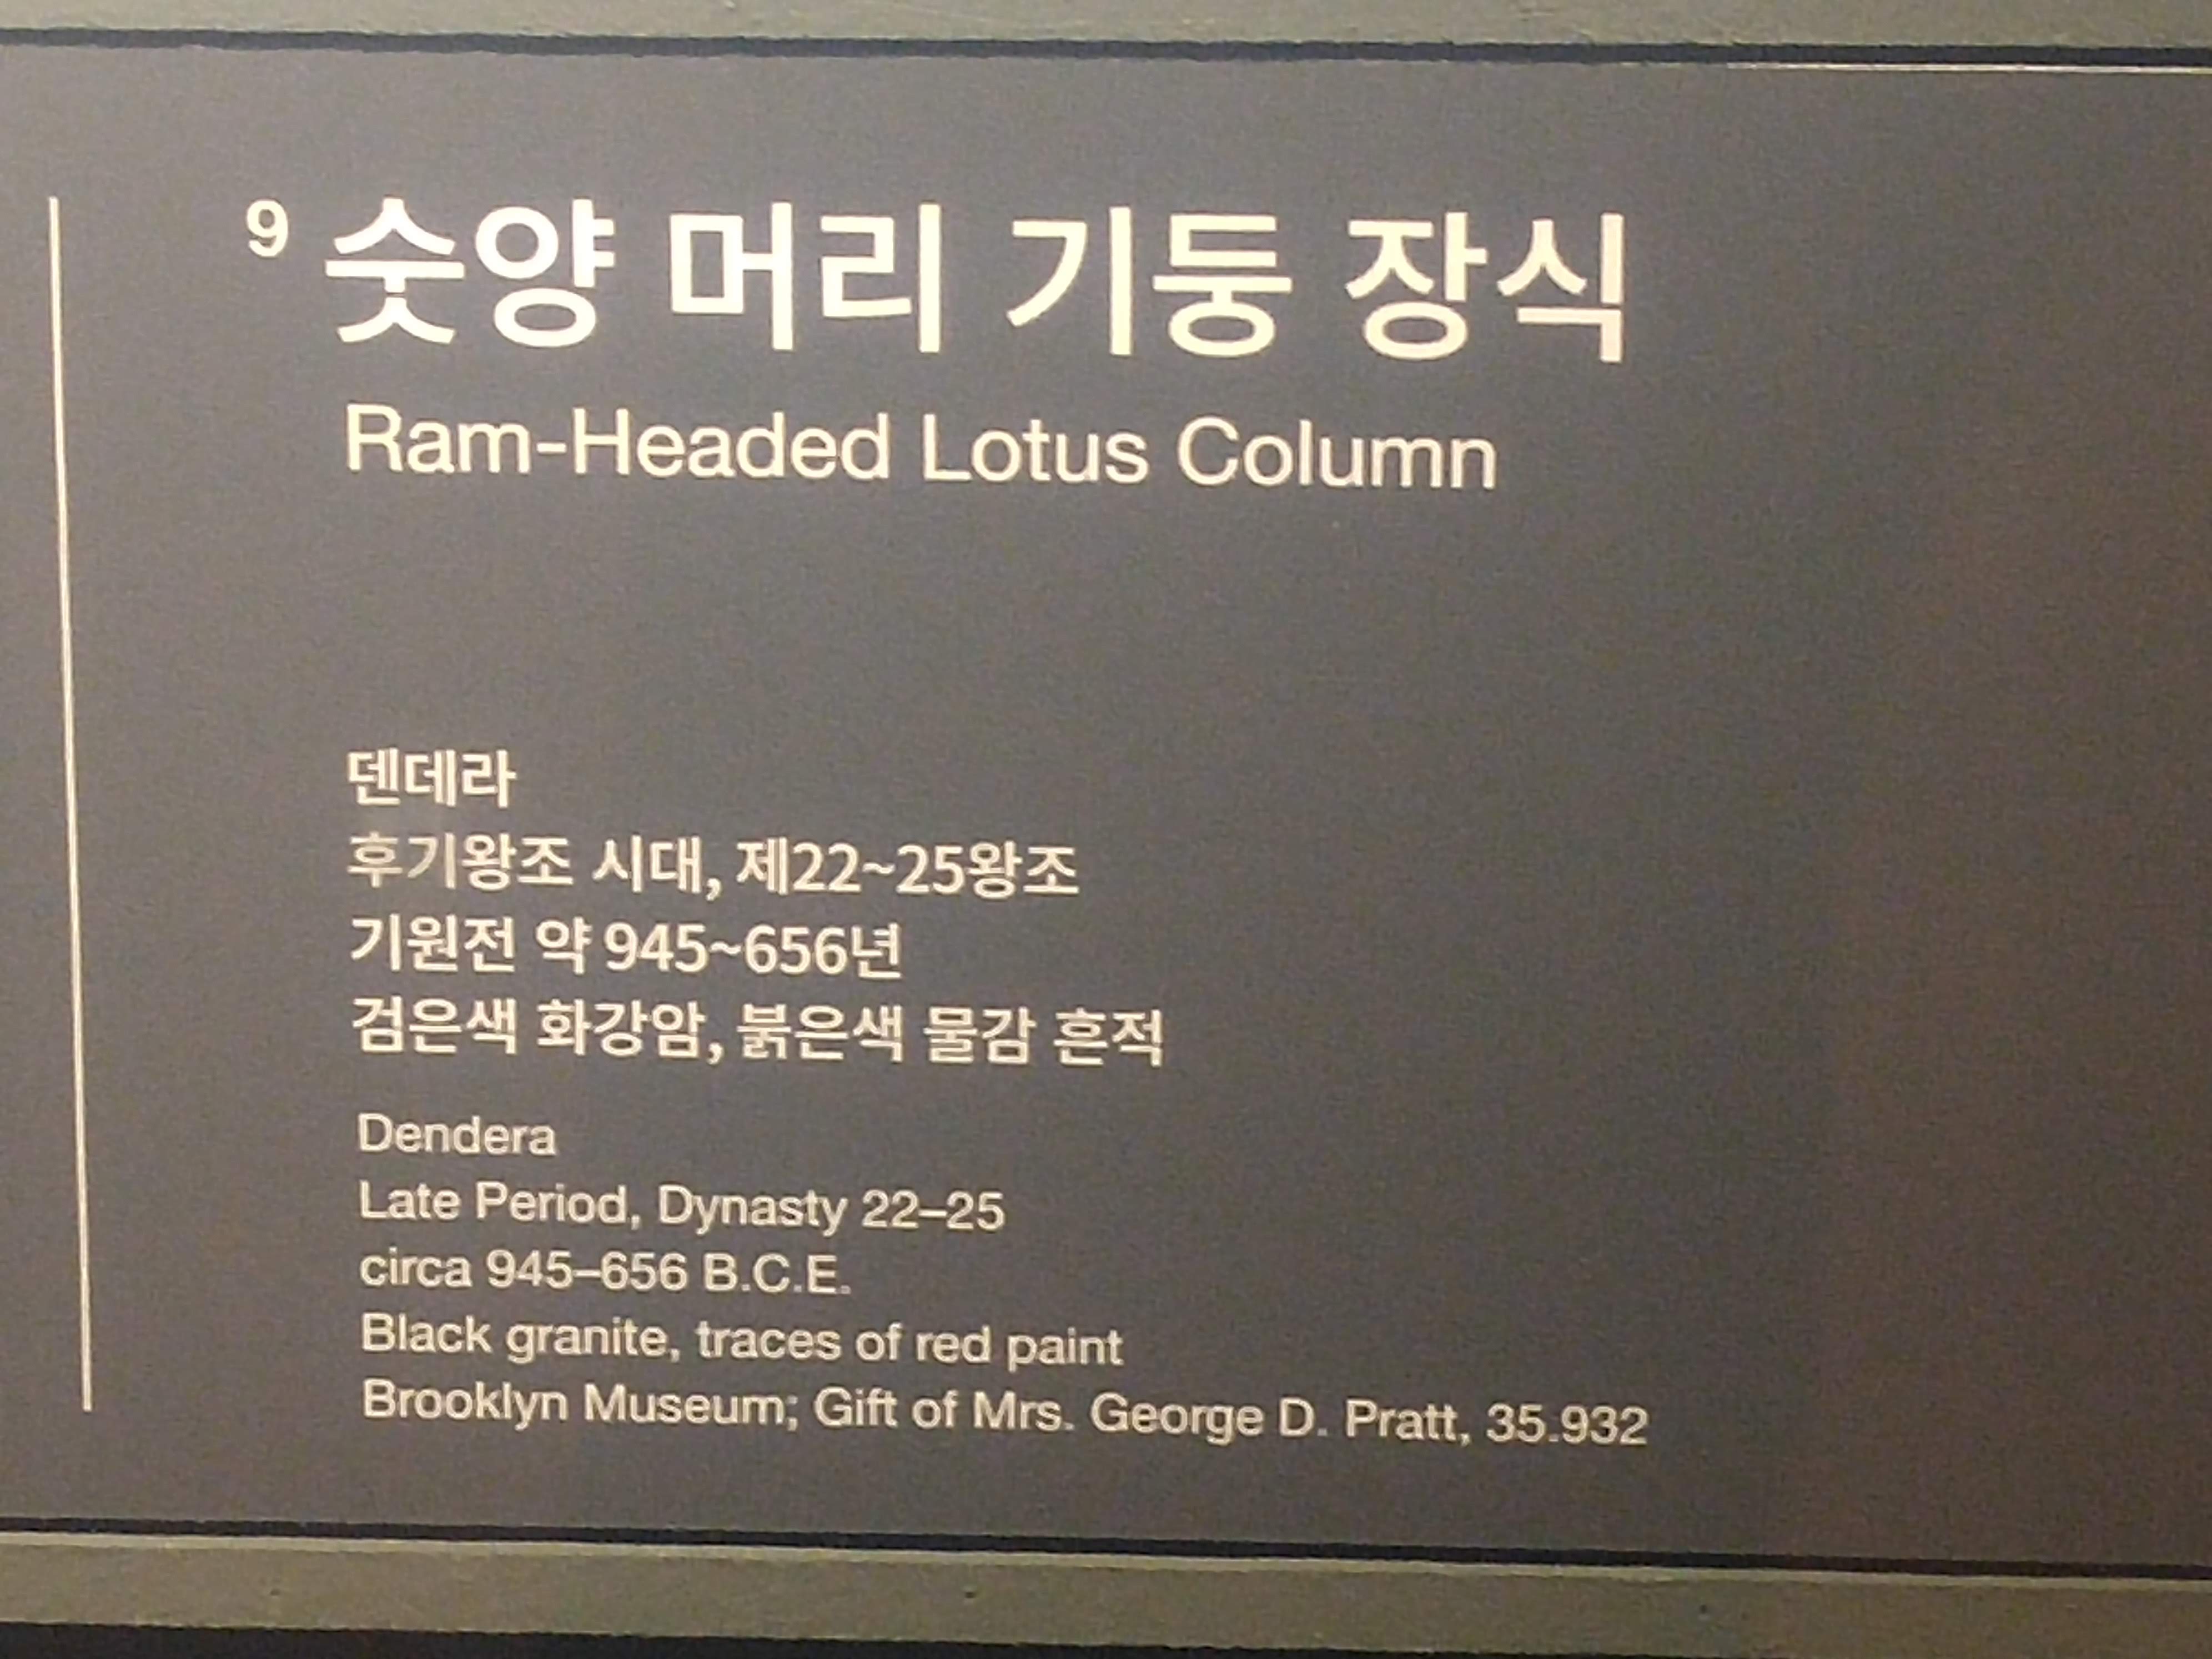 9 숫양 머리 기둥 장식
Ram-Headed Lotus Column
덴데라
후기왕조 시대, 제22~25왕조
기원전 약 945~656년
검은색 화강암, 붉은색 물감 흔적
Dendera
Late Period, Dynasty 22–25
circa 945–656 B.C.E.
Black granite, traces of red paint
Brooklyn Museum; Gift of Mrs. George D. Pratt, 35.932